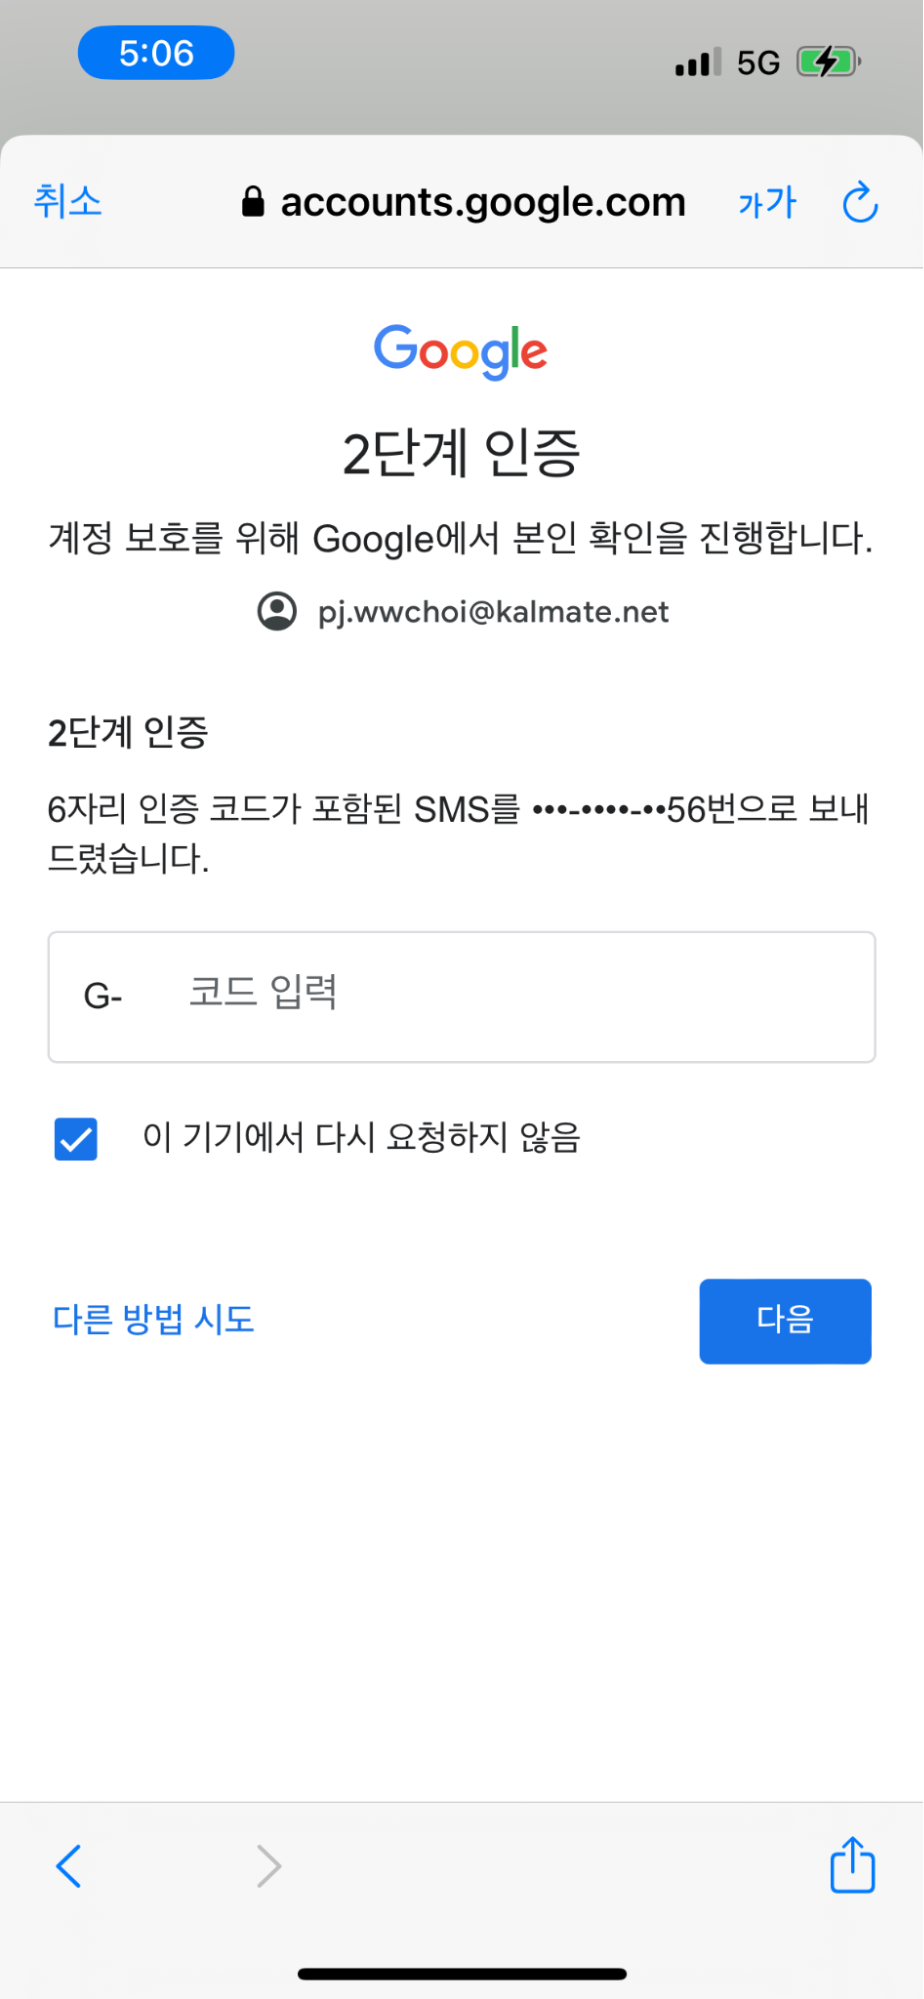 5:06
5G
취소
accounts.google.com
가가
Google
2단계 인증
계정 보호를 위해 Google에서 본인 확인을 진행합니다.
pj.wwchoi@kalmate.net
2단계 인증
6자리 인증 코드가 포함된 SMS를 •••-••••-••56번으로 보내
드렸습니다.
G-
코드 입력
이 기기에서 다시 요청하지 않음
다른 방법 시도
다음